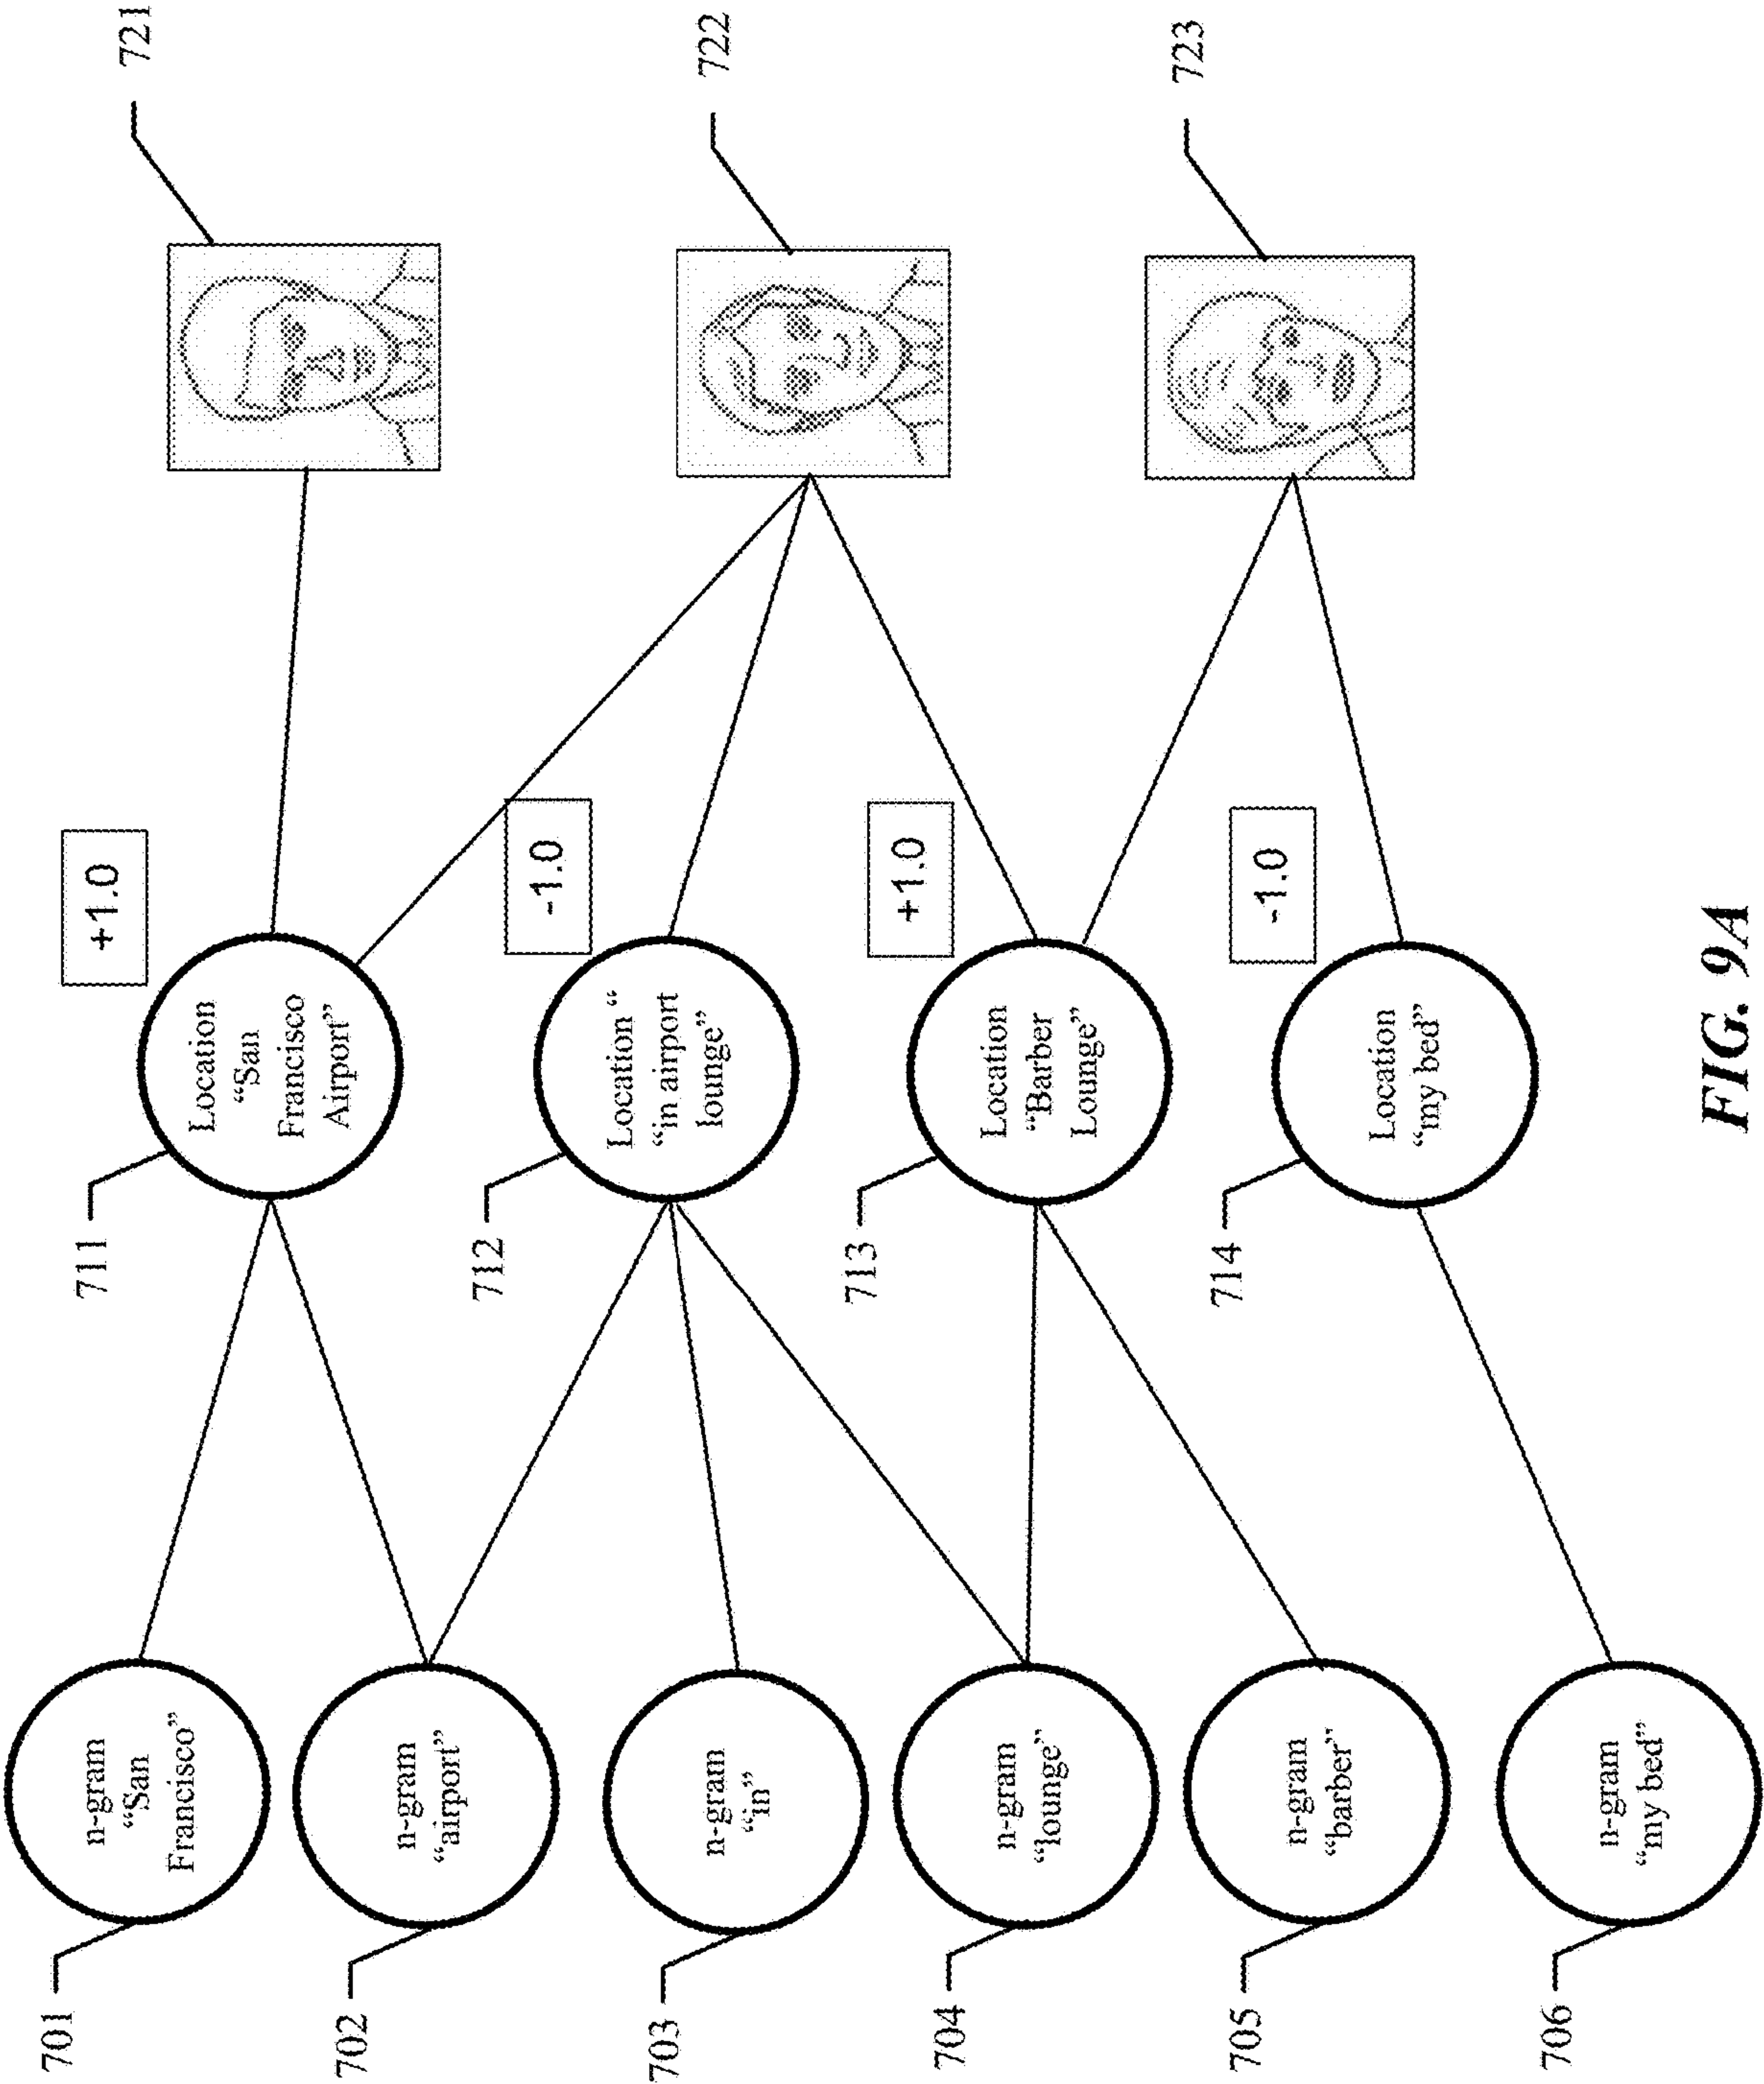 701
n-gram
“San
Francisco”
702
n-gram
“airport”
703
n-gram
“in”
704
n-gram
“lounge”
705
n-gram
“barber”
706
n-gram
“my bed”
711
Location
“San
Francisco
Airport”
+1.0
712
Location “
“in airport
lounge”
-1.0
713
Location
“Barber
Lounge”
+1.0
714
Location
“my bed”
-1.0
721
722
723
FIG. 9A